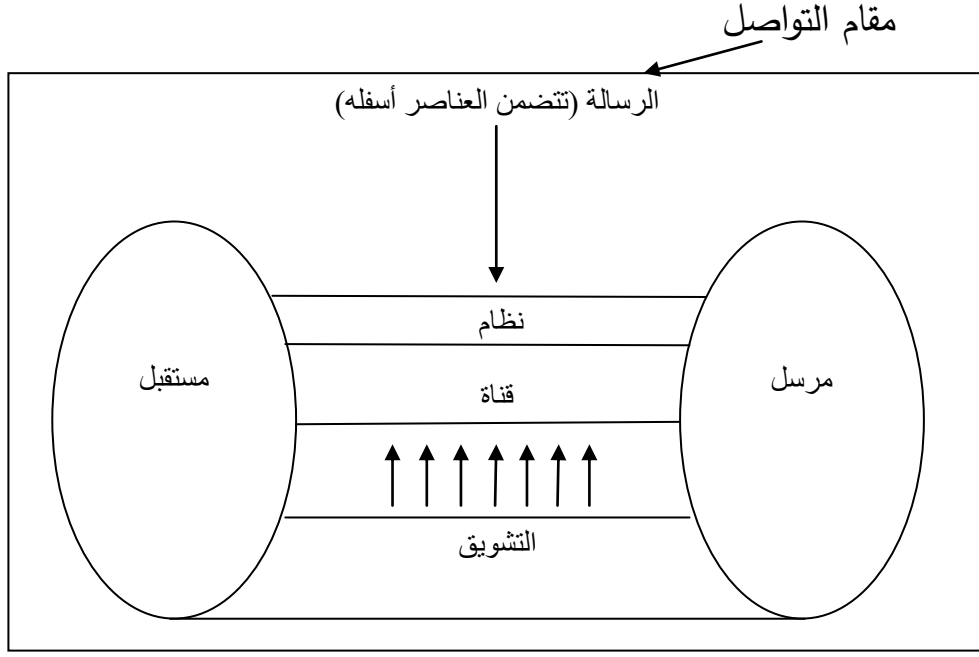 مقام التواصل
الرسالة (تتضمن العناصر أسفله)
نظام
مرسل
مستقبل
قناة
التشويق